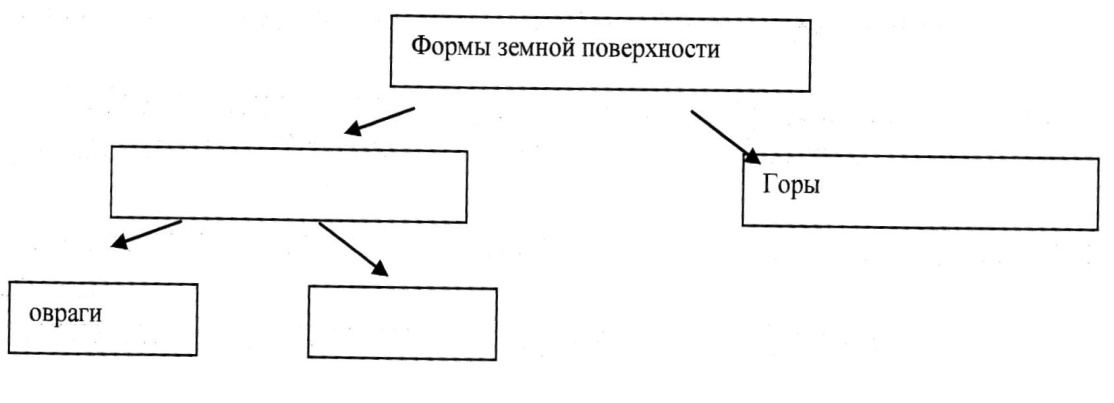 Формы земной поверхности
Горы
овраги